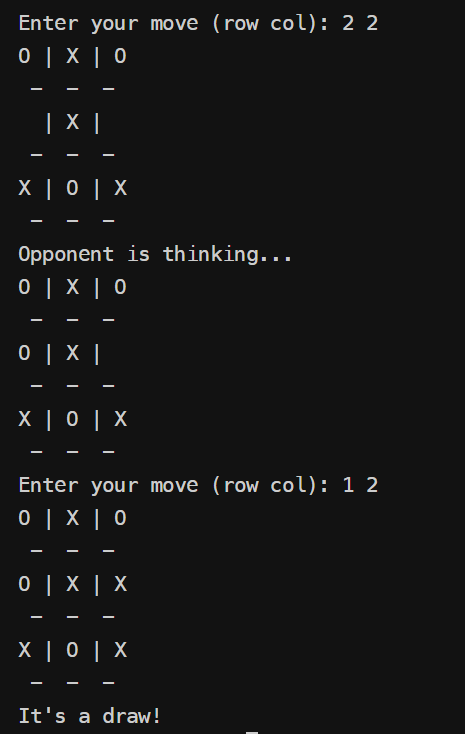 Enter your move (row col): 2 2
O | X | O
 -  -  -
  | X |
 -  -  -
X | O | X
 -  -  -
Opponent is thinking...
O | X | O
 -  -  -
O | X |
 -  -  -
X | O | X
 -  -  -
Enter your move (row col): 1 2
O | X | O
 -  -  -
O | X | X
 -  -  -
X | O | X
 -  -  -
It's a draw!